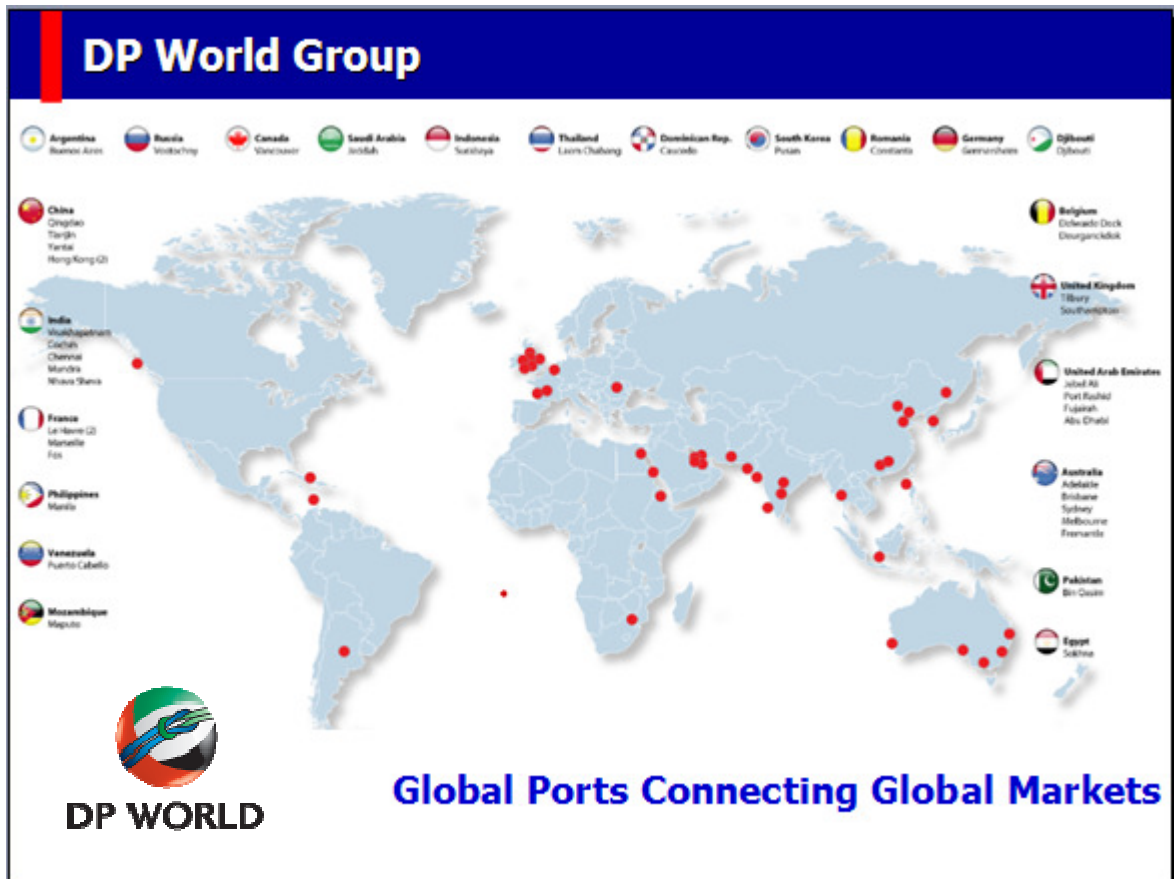 DP World Group
Argentina
Buenos Aires
Russia
Vostochny
Canada
Vancouver
Saudi Arabia
Jeddah
Indonesia
Surabaya
Thailand
Laem Chabang
Dominican Rep.
Caucedo
South Korea
Pusan
Romania
Constanta
Germany
Germersheim
Djibouti
Djibouti
China
Qingdao
Tianjin
Yantai
Hong Kong (2)
India
Visakhapatnam
Cochin
Chennai
Mundra
Nhava Sheva
France
Le Havre (2)
Marseille
Fos
Philippines
Manila
Venezuela
Puerto Cabello
Mozambique
Maputo
Belgium
Delwaide Dock
Deurganckdok
United Kingdom
Tilbury
Southampton
United Arab Emirates
Jebel Ali
Port Rashid
Fujairah
Abu Dhabi
Australia
Adelaide
Brisbane
Sydney
Melbourne
Fremantle
Pakistan
Bin Qasim
Egypt
Sokhna
DP WORLD
Global Ports Connecting Global Markets